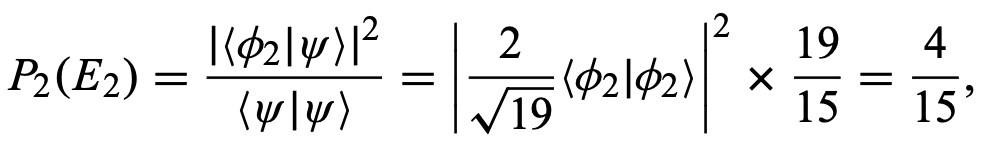 P₂(E₂) = |⟨ϕ₂|ψ⟩|² / ⟨ψ|ψ⟩ = |2/√19 ⟨ϕ₂|ϕ₂⟩|² × 19/15 = 4/15,